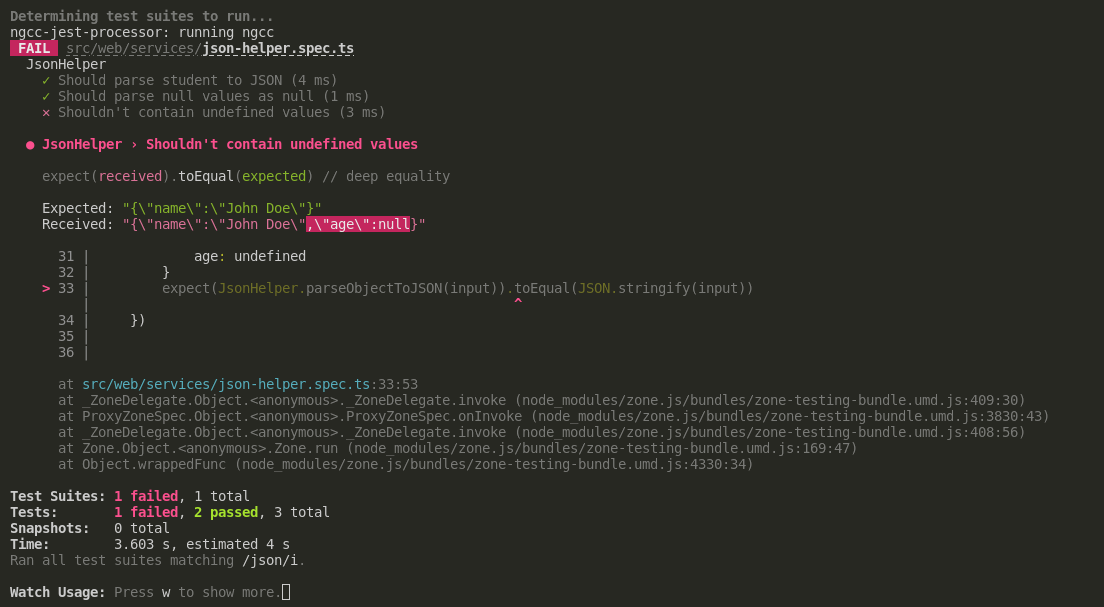 Determining test suites to run...
ngcc-jest-processor: running ngcc
FAIL src/web/services/json-helper.spec.ts
JsonHelper
✓ Should parse student to JSON (4 ms)
✓ Should parse null values as null (1 ms)
✕ Shouldn't contain undefined values (3 ms)
● JsonHelper › Shouldn't contain undefined values
expect(received).toEqual(expected) // deep equality
Expected: "{\"name\":\"John Doe\"}"
Received: "{\"name\":\"John Doe\",\"age\":null}"
31 |             age: undefined
32 |         }
> 33 |         expect(JsonHelper.parseObjectToJSON(input)).toEqual(JSON.stringify(input))
|                                                     ^
34 |     })
35 |
36 |
at src/web/services/json-helper.spec.ts:33:53
at _ZoneDelegate.Object.<anonymous>._ZoneDelegate.invoke (node_modules/zone.js/bundles/zone-testing-bundle.umd.js:409:30)
at ProxyZoneSpec.Object.<anonymous>.ProxyZoneSpec.onInvoke (node_modules/zone.js/bundles/zone-testing-bundle.umd.js:3830:43)
at _ZoneDelegate.Object.<anonymous>._ZoneDelegate.invoke (node_modules/zone.js/bundles/zone-testing-bundle.umd.js:408:56)
at Zone.Object.<anonymous>.Zone.run (node_modules/zone.js/bundles/zone-testing-bundle.umd.js:169:47)
at Object.wrappedFunc (node_modules/zone.js/bundles/zone-testing-bundle.umd.js:4330:34)
Test Suites: 1 failed, 1 total
Tests:       1 failed, 2 passed, 3 total
Snapshots:   0 total
Time:        3.603 s, estimated 4 s
Ran all test suites matching /json/i.
Watch Usage: Press w to show more.